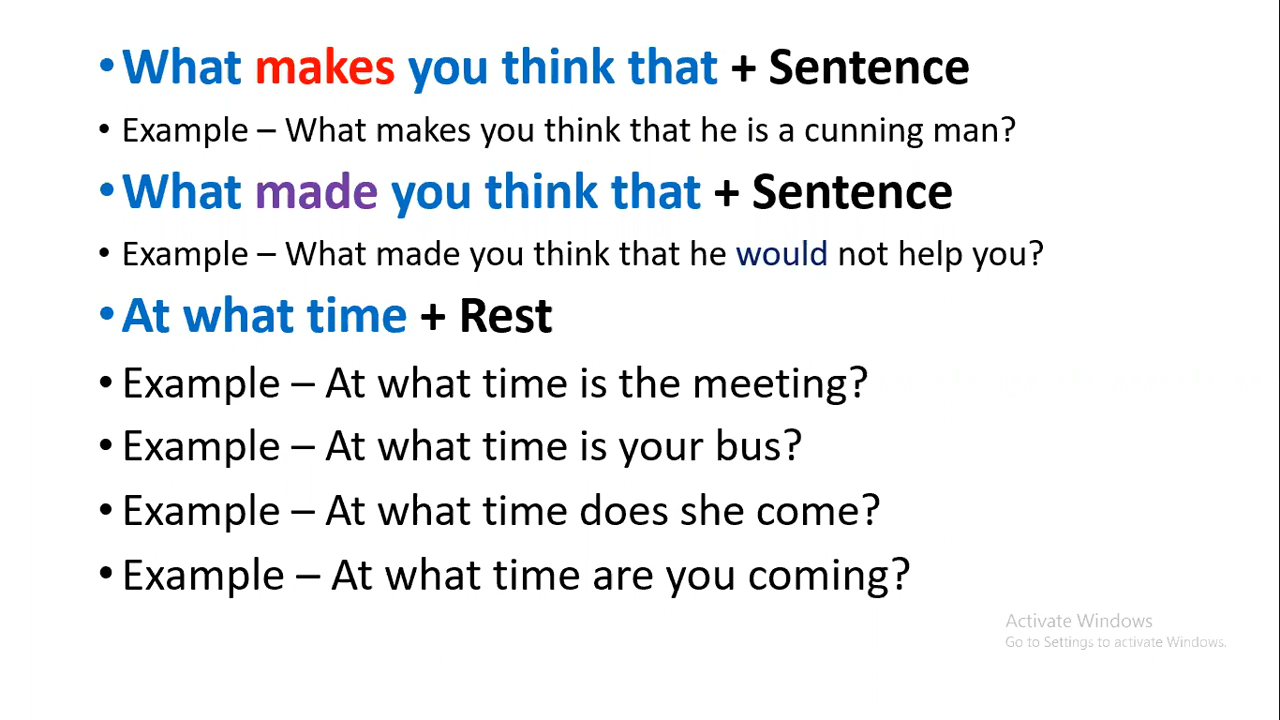 •What makes you think that + Sentence
• Example – What makes you think that he is a cunning man?
•What made you think that + Sentence
• Example – What made you think that he would not help you?
•At what time + Rest
• Example – At what time is the meeting?
• Example – At what time is your bus?
• Example – At what time does she come?
• Example – At what time are you coming?
Activate Windows
Go to Settings to activate Windows.